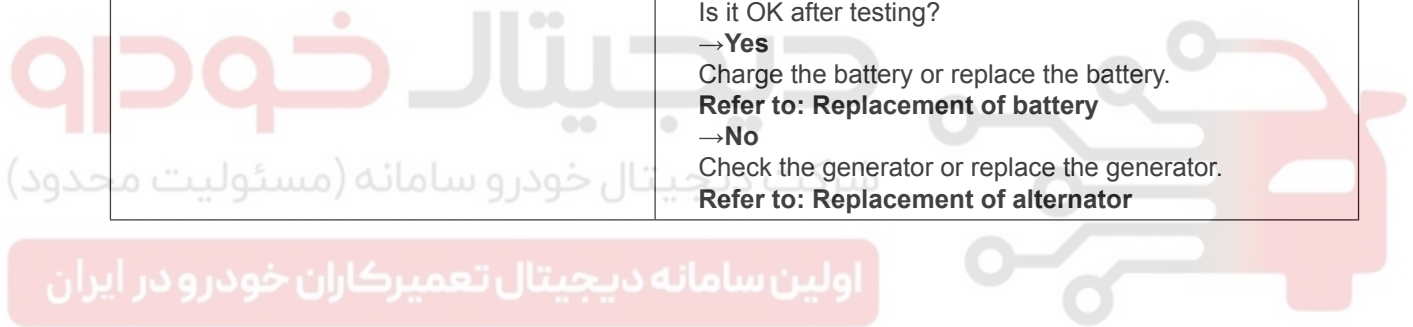 Is it OK after testing?
→Yes
Charge the battery or replace the battery.
Refer to: Replacement of battery
→No
Check the generator or replace the generator.
Refer to: Replacement of alternator
دیجیتال خودرو
شرکت دیجیتال خودرو سامانه (مسئولیت محدود)
اولین سامانه دیجیتال تعمیرکاران خودرو در ایران